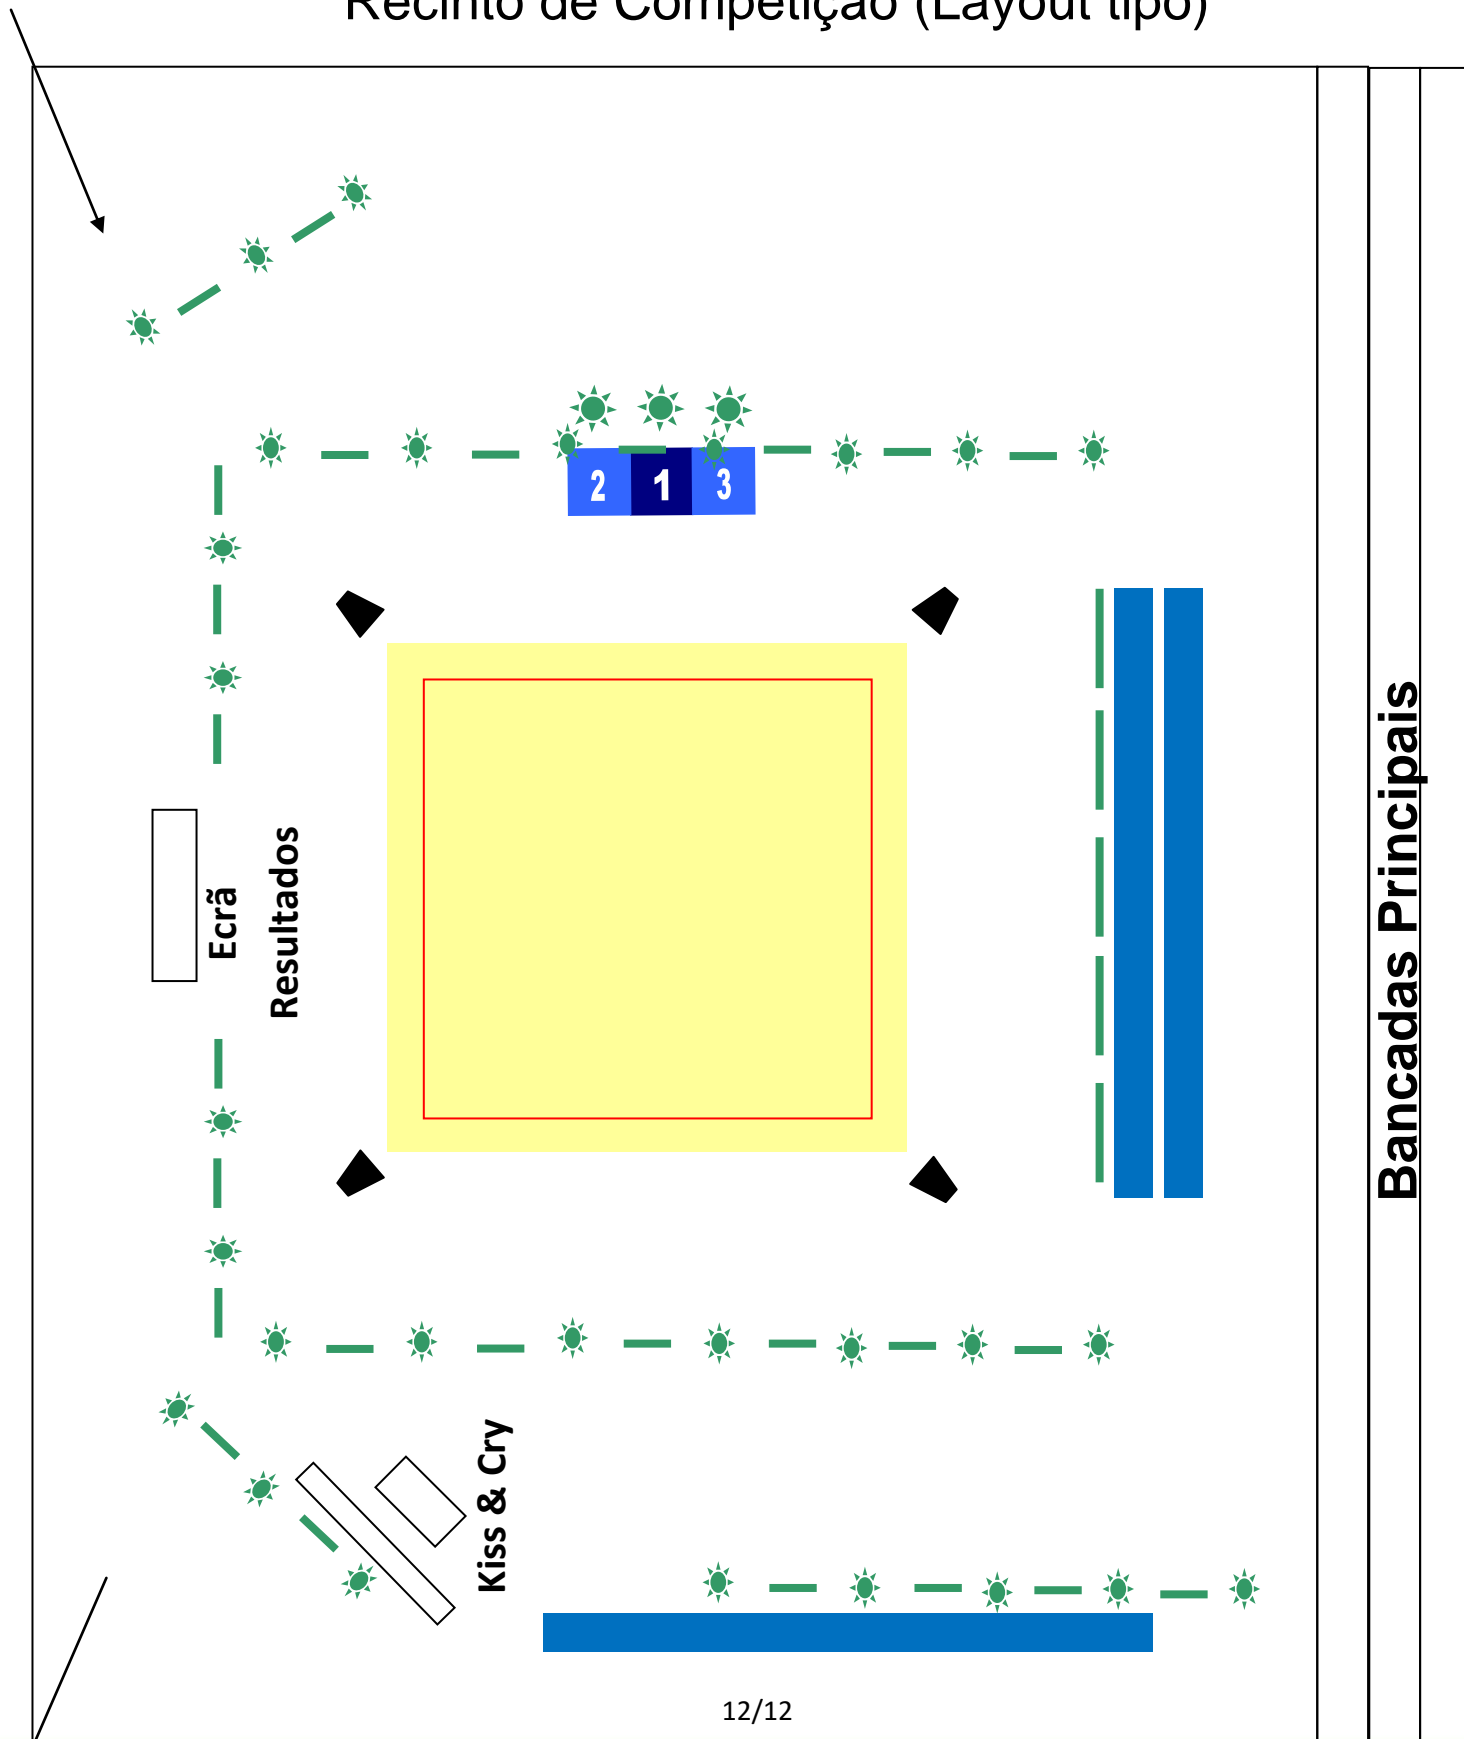 Recinto de Competição (Layout tipo)
2 1 3
Ecrã
Resultados
Bancadas Principais
Kiss & Cry
12/12